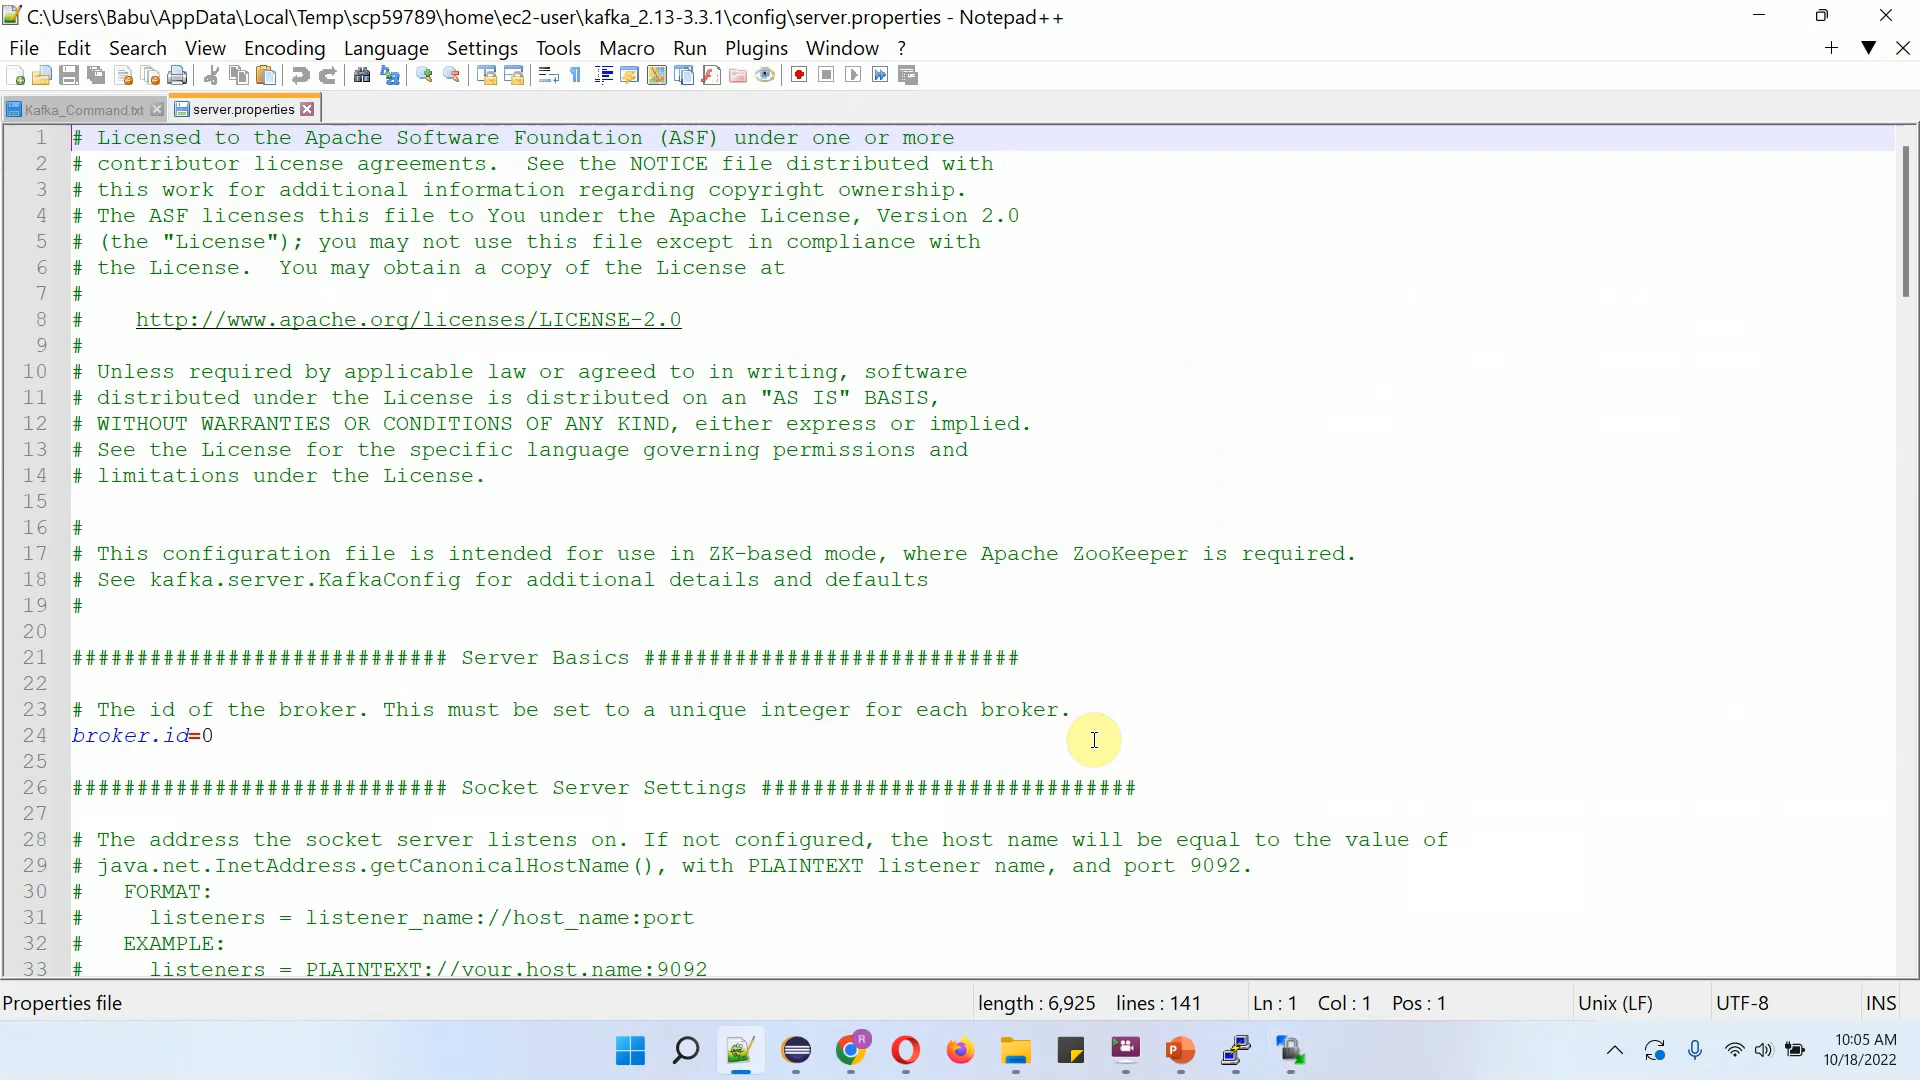 C:\Users\Babu\AppData\Local\Temp\scp59789\home\ec2-user\kafka_2.13-3.3.1\config\server.properties - Notepad++
File Edit Search View Encoding Language Settings Tools Macro Run Plugins Window ?
Kafka_Command.txt server.properties
1 # Licensed to the Apache Software Foundation (ASF) under one or more
2 # contributor license agreements.  See the NOTICE file distributed with
3 # this work for additional information regarding copyright ownership.
4 # The ASF licenses this file to You under the Apache License, Version 2.0
5 # (the "License"); you may not use this file except in compliance with
6 # the License.  You may obtain a copy of the License at
7 #
8 #    http://www.apache.org/licenses/LICENSE-2.0
9 #
10 # Unless required by applicable law or agreed to in writing, software
11 # distributed under the License is distributed on an "AS IS" BASIS,
12 # WITHOUT WARRANTIES OR CONDITIONS OF ANY KIND, either express or implied.
13 # See the License for the specific language governing permissions and
14 # limitations under the License.
15
16 #
17 # This configuration file is intended for use in ZK-based mode, where Apache ZooKeeper is required.
18 # See kafka.server.KafkaConfig for additional details and defaults
19 #
20
21 ############################# Server Basics #############################
22
23 # The id of the broker. This must be set to a unique integer for each broker.
24 broker.id=0
25
26 ############################# Socket Server Settings #############################
27
28 # The address the socket server listens on. If not configured, the host name will be equal to the value of
29 # java.net.InetAddress.getCanonicalHostName(), with PLAINTEXT listener name, and port 9092.
30 #   FORMAT:
31 #     listeners = listener_name://host_name:port
32 #   EXAMPLE:
33 #     listeners = PLAINTEXT://your.host.name:9092
Properties file length : 6,925 lines : 141 Ln : 1 Col : 1 Pos : 1 Unix (LF) UTF-8 INS
R
10:05 AM
10/18/2022